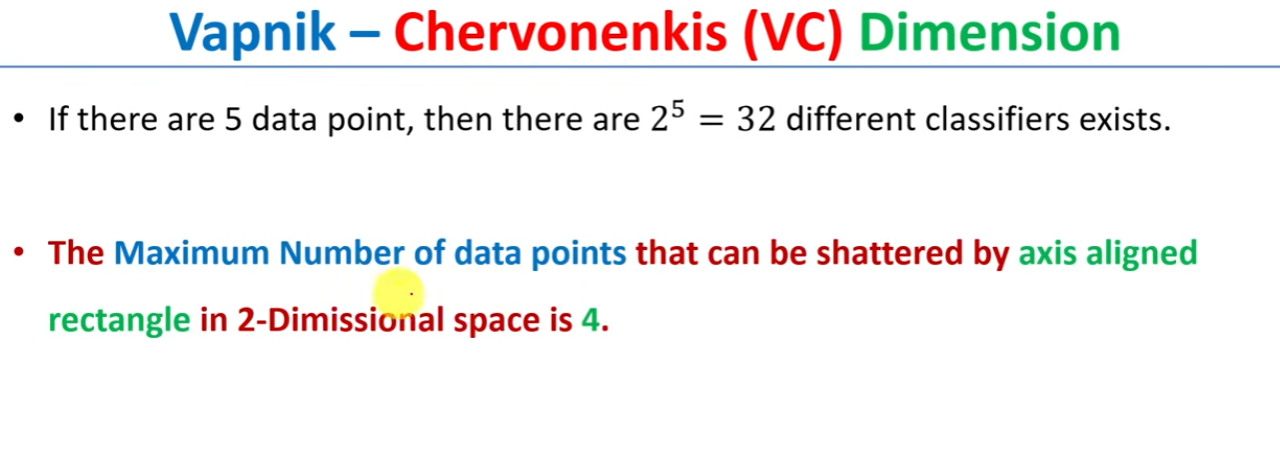 Vapnik – Chervonenkis (VC) Dimension
• If there are 5 data point, then there are 2⁵ = 32 different classifiers exists.
• The Maximum Number of data points that can be shattered by axis aligned
rectangle in 2-Dimissional space is 4.